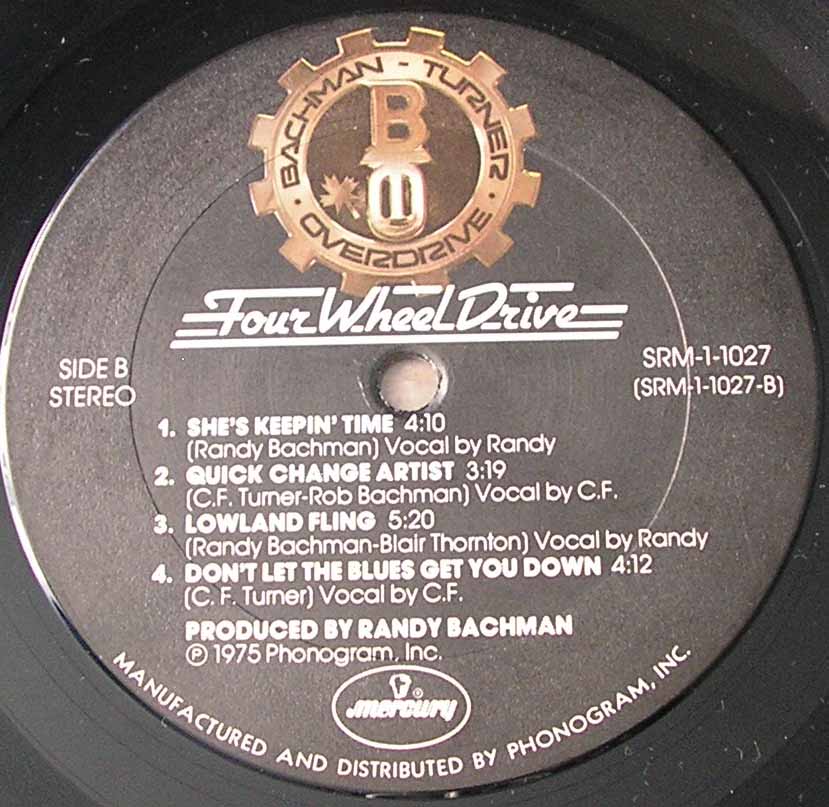 BACHMAN - TURNER
· OVERDRIVE ·
B
Four Wheel Drive
SIDE B
STEREO
SRM-1-1027
(SRM-1-1027-B)
1. SHE'S KEEPIN' TIME 4:10
(Randy Bachman) Vocal by Randy
2. QUICK CHANGE ARTIST 3:19
(C.F. Turner-Rob Bachman) Vocal by C.F.
3. LOWLAND FLING 5:20
(Randy Bachman-Blair Thornton) Vocal by Randy
4. DON'T LET THE BLUES GET YOU DOWN 4:12
(C. F. Turner) Vocal by C.F.
PRODUCED BY RANDY BACHMAN
℗ 1975 Phonogram, Inc.
mercury ®
MANUFACTURED AND DISTRIBUTED BY PHONOGRAM, INC.